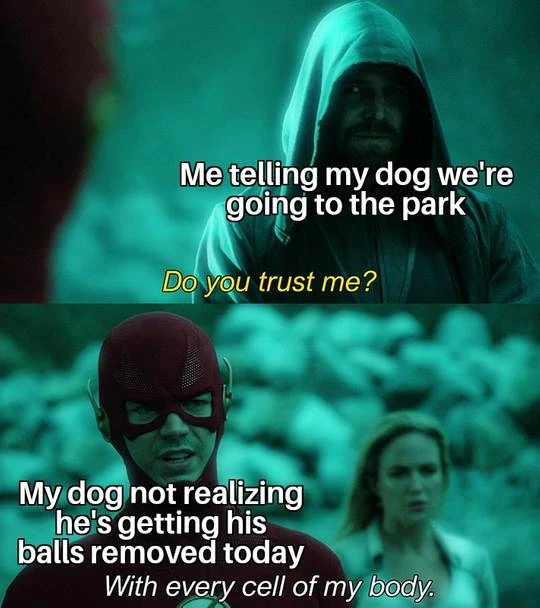 Me telling my dog we're
going to the park
Do you trust me?
My dog not realizing
he's getting his
balls removed today
With every cell of my body.